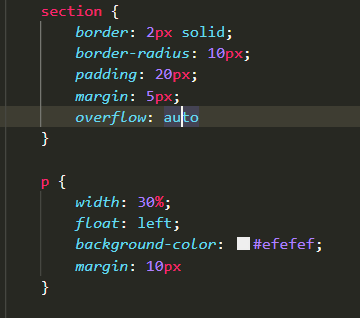 section {
border: 2px solid;
border-radius: 10px;
padding: 20px;
margin: 5px;
overflow: auto
}
p {
width: 30%;
float: left;
background-color: #efefef;
margin: 10px
}